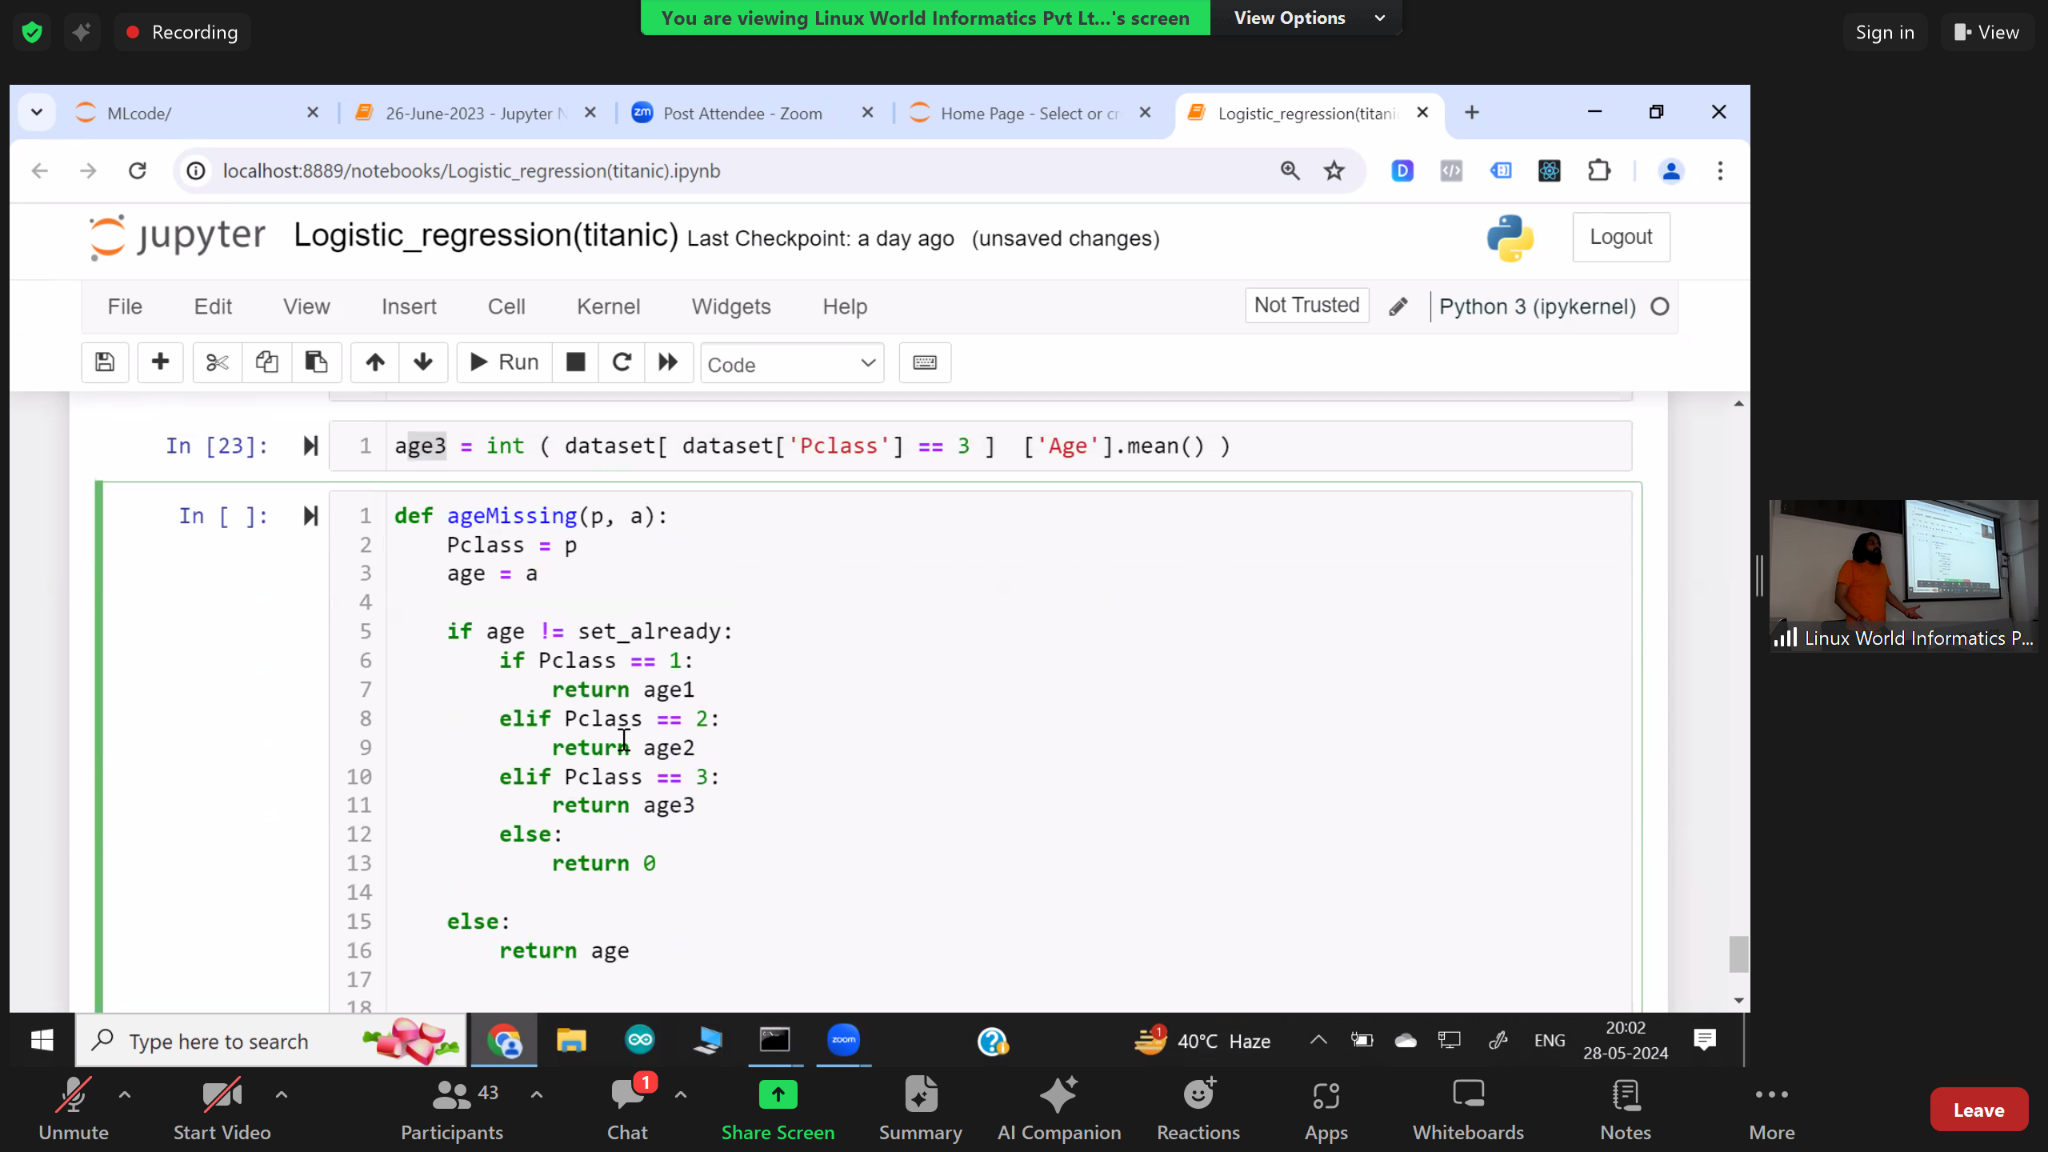 Recording
You are viewing Linux World Informatics Pvt Lt...'s screen
View Options
Sign in
View
MLcode/
26-June-2023 - Jupyter N
Post Attendee - Zoom
Home Page - Select or cr
Logistic_regression(titani
localhost:8889/notebooks/Logistic_regression(titanic).ipynb
jupyter
Logistic_regression(titanic) Last Checkpoint: a day ago (unsaved changes)
Logout
File Edit View Insert Cell Kernel Widgets Help
Not Trusted
Python 3 (ipykernel)
Run
Code
In [23]:
1 age3 = int ( dataset[ dataset['Pclass'] == 3 ] ['Age'].mean() )
In [ ]:
1 def ageMissing(p, a):
2 Pclass = p
3 age = a
4
5 if age != set_already:
6 if Pclass == 1:
7 return age1
8 elif Pclass == 2:
9 return age2
10 elif Pclass == 3:
11 return age3
12 else:
13 return 0
14
15 else:
16 return age
17
18
Linux World Informatics P...
Type here to search
zoom
1
40°C Haze
ENG
20:02
28-05-2024
Unmute
Start Video
43
Participants
1
Chat
Share Screen
Summary
AI Companion
Reactions
Apps
Whiteboards
Notes
More
Leave